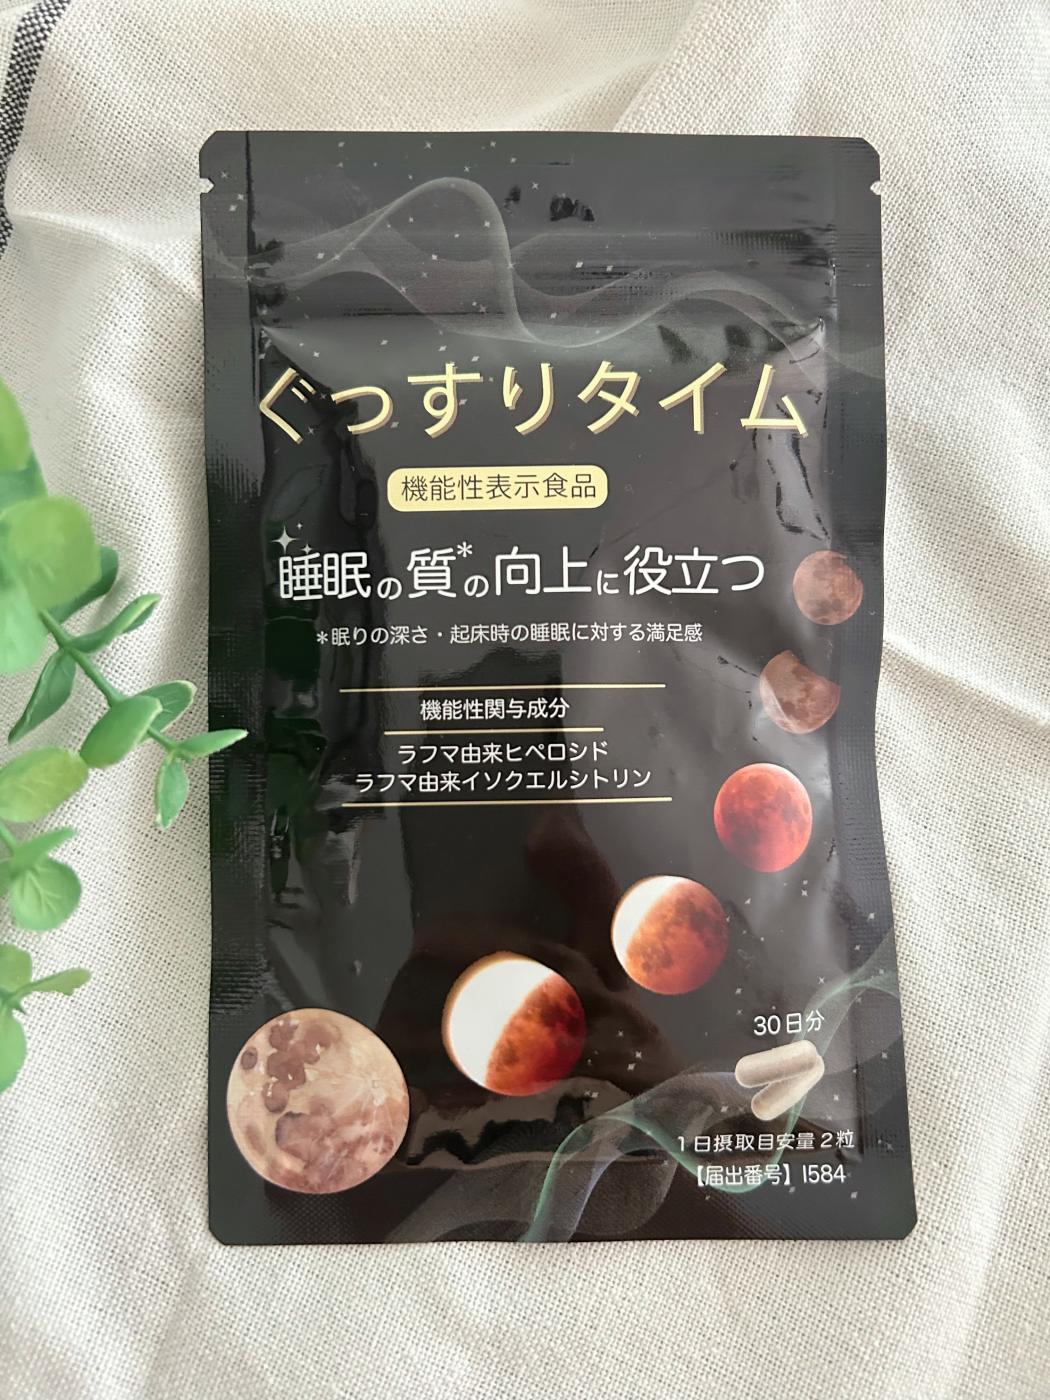 ぐっすりタイム
機能性表示食品
睡眠の質*の向上に役立つ
*眠りの深さ・起床時の睡眠に対する満足感
機能性関与成分
ラフマ由来ヒペロシド
ラフマ由来イソクエルシトリン
30日分
1日摂取目安量2粒
【届出番号】I584